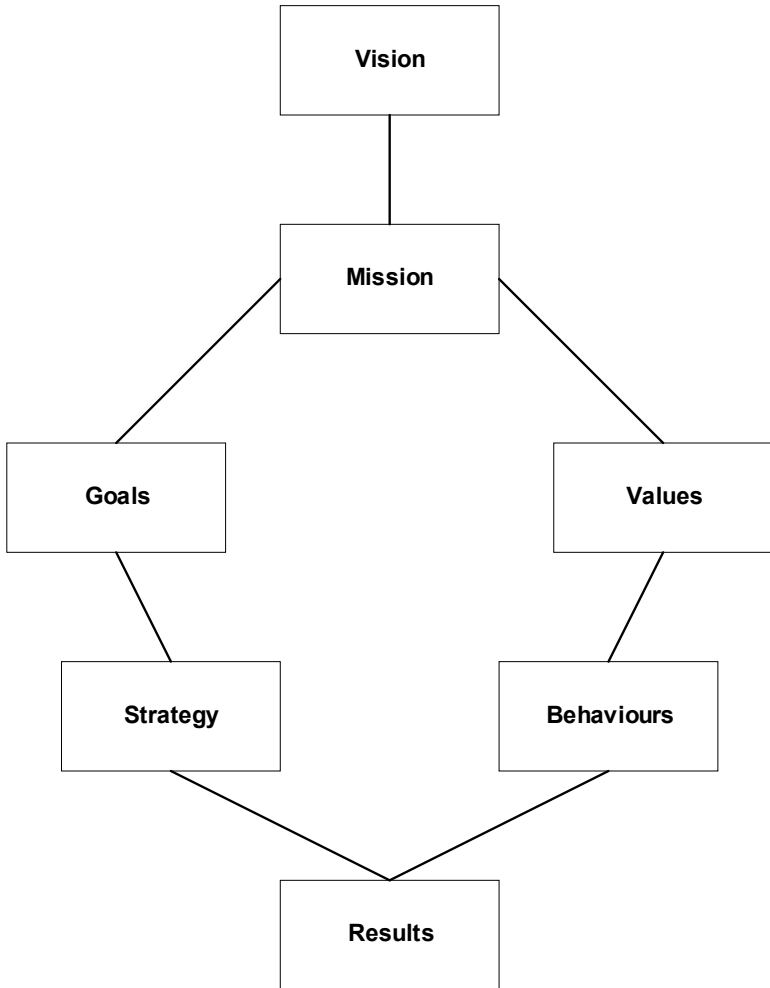 Vision
Mission
Goals
Values
Strategy
Behaviours
Results